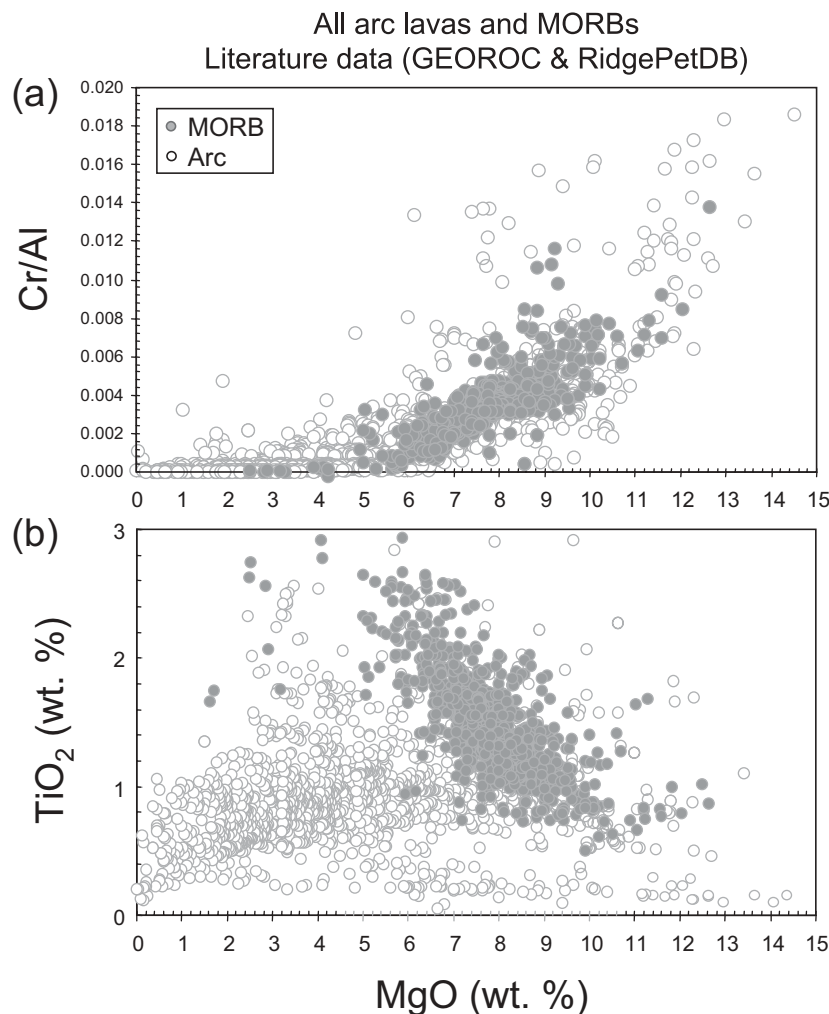 All arc lavas and MORBs
Literature data (GEOROC & RidgePetDB)
(a)
0.020
0.018
0.016
0.014
0.012
0.010
0.008
0.006
0.004
0.002
0.000
Cr/Al
MORB
Arc
0 1 2 3 4 5 6 7 8 9 10 11 12 13 14 15
(b)
3
2
1
0
TiO₂ (wt. %)
0 1 2 3 4 5 6 7 8 9 10 11 12 13 14 15
MgO (wt. %)